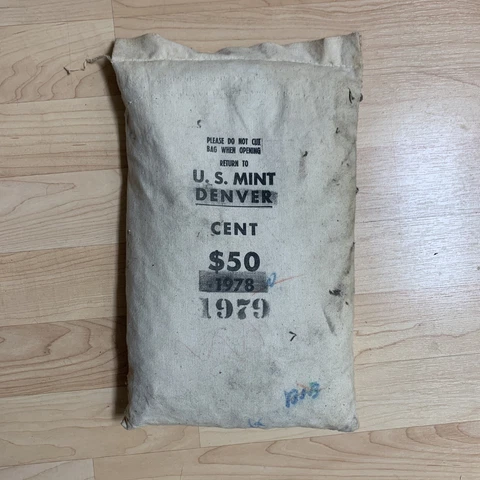 PLEASE DO NOT CUT
BAG WHEN OPENING
RETURN TO
U. S. MINT
DENVER
CENT
$50
1978
1979